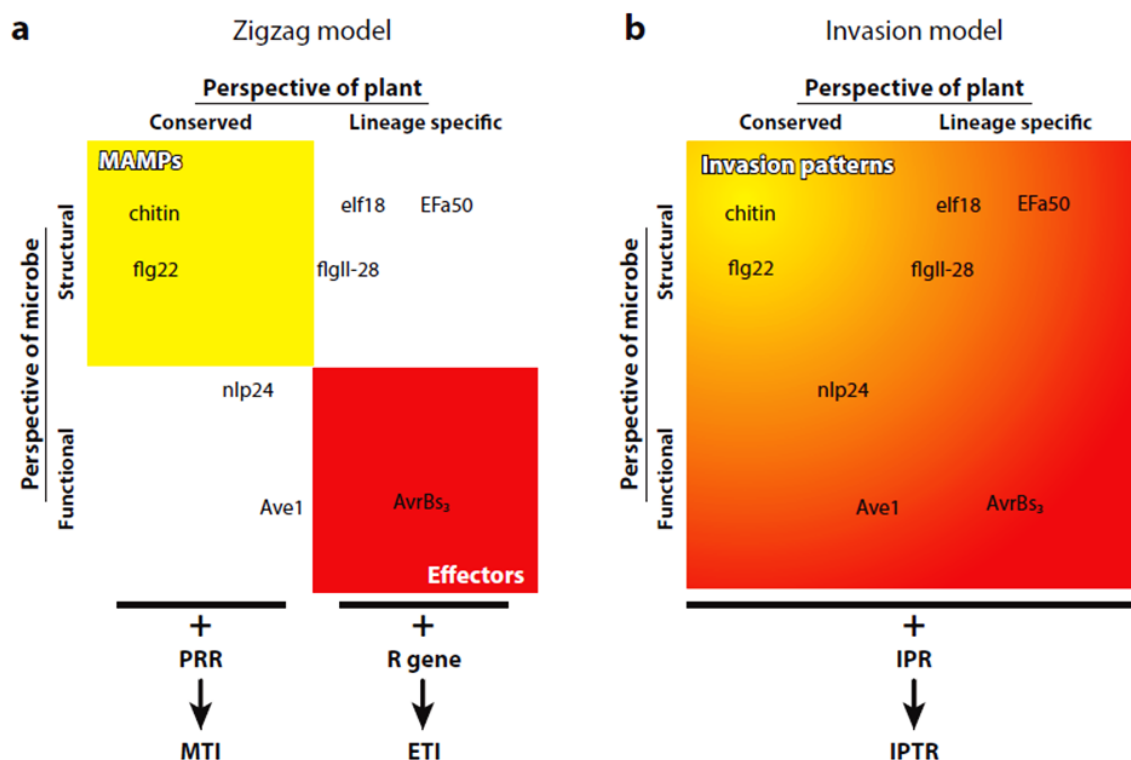 a
Zigzag model
Perspective of plant
Conserved
Lineage specific
Perspective of microbe
Structural
Functional
MAMPs
chitin
elf18
EFa50
flg22
flgII-28
nlp24
Ave1
AvrBs₃
Effectors
+
+
PRR
R gene
MTI
ETI
b
Invasion model
Perspective of plant
Conserved
Lineage specific
Perspective of microbe
Structural
Functional
Invasion patterns
chitin
elf18
EFa50
flg22
flgII-28
nlp24
Ave1
AvrBs₃
+
IPR
IPTR